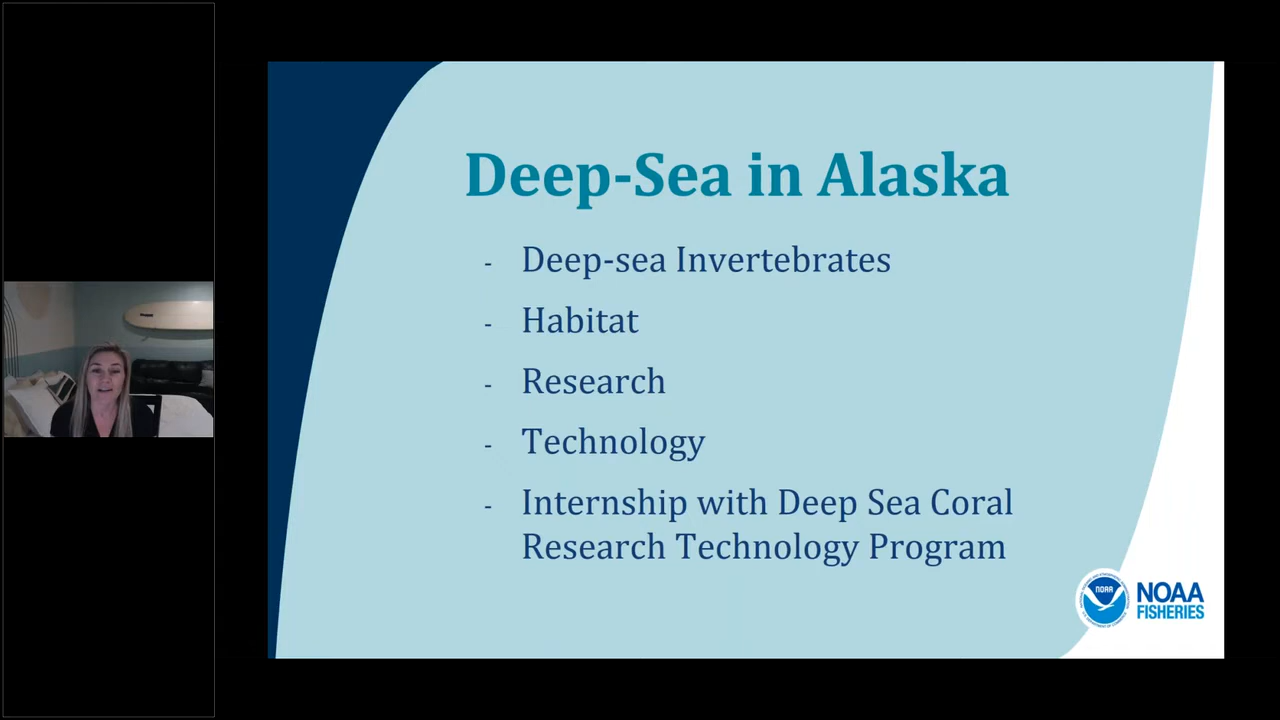 Deep-Sea in Alaska
- Deep-sea Invertebrates
- Habitat
- Research
- Technology
- Internship with Deep Sea Coral
Research Technology Program
NOAA
NOAA
FISHERIES